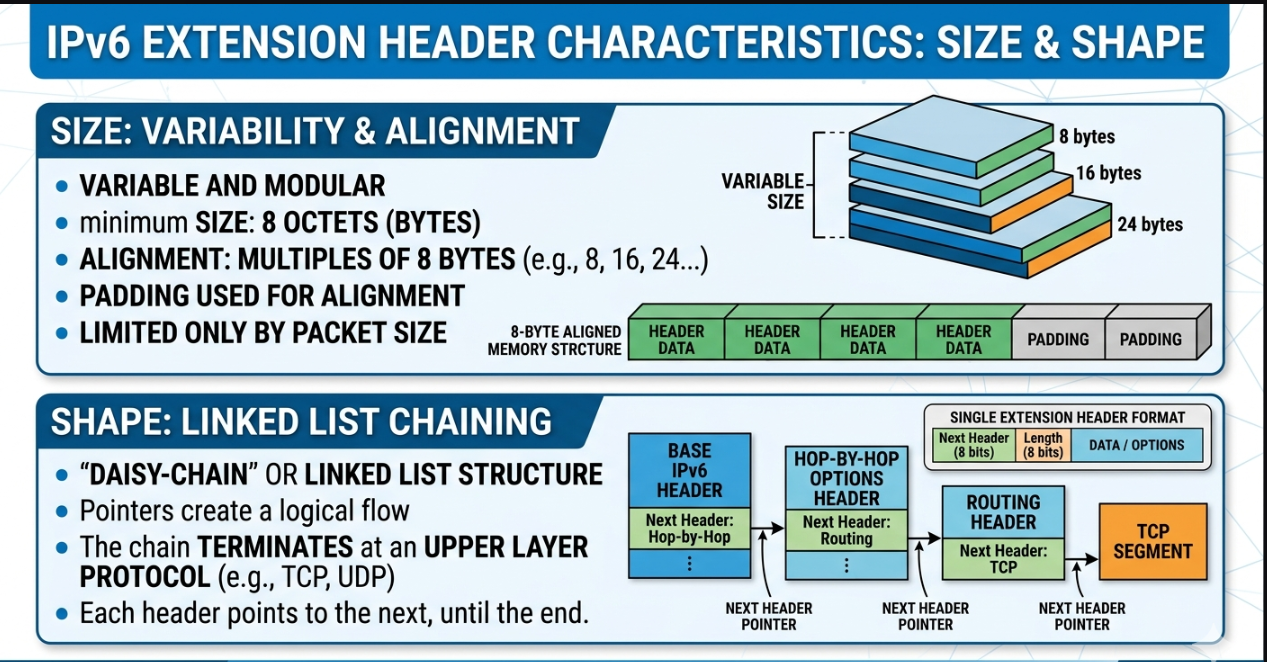 IPv6 EXTENSION HEADER CHARACTERISTICS: SIZE & SHAPE
SIZE: VARIABILITY & ALIGNMENT
• VARIABLE AND MODULAR
• minimum SIZE: 8 OCTETS (BYTES)
• ALIGNMENT: MULTIPLES OF 8 BYTES (e.g., 8, 16, 24...)
• PADDING USED FOR ALIGNMENT
• LIMITED ONLY BY PACKET SIZE
VARIABLE
SIZE
8 bytes
16 bytes
24 bytes
8-BYTE ALIGNED
MEMORY STRCTURE
HEADER
DATA
HEADER
DATA
HEADER
DATA
HEADER
DATA
PADDING
PADDING
SHAPE: LINKED LIST CHAINING
• “DAISY-CHAIN” OR LINKED LIST STRUCTURE
• Pointers create a logical flow
• The chain TERMINATES at an UPPER LAYER
PROTOCOL (e.g., TCP, UDP)
• Each header points to the next, until the end.
SINGLE EXTENSION HEADER FORMAT
Next Header
(8 bits)
Length
(8 bits)
DATA / OPTIONS
BASE
IPv6
HEADER
Next Header:
Hop-by-Hop
⋮
HOP-BY-HOP
OPTIONS
HEADER
Next Header:
Routing
⋮
ROUTING
HEADER
Next Header:
TCP
TCP
SEGMENT
NEXT HEADER
POINTER
NEXT HEADER
POINTER
NEXT HEADER
POINTER